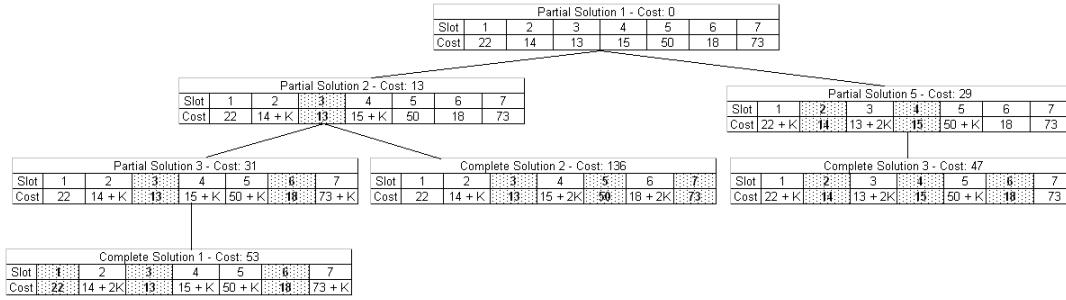 Partial Solution 1 - Cost: 0
Slot 1 2 3 4 5 6 7
Cost 22 14 13 15 50 18 73
Partial Solution 2 - Cost: 13
Slot 1 2 3 4 5 6 7
Cost 22 14 + K 13 15 + K 50 18 73
Partial Solution 5 - Cost: 29
Slot 1 2 3 4 5 6 7
Cost 22 + K 14 13 + 2K 15 50 + K 18 73
Partial Solution 3 - Cost: 31
Slot 1 2 3 4 5 6 7
Cost 22 14 + K 13 15 + K 50 + K 18 73 + K
Complete Solution 2 - Cost: 136
Slot 1 2 3 4 5 6 7
Cost 22 14 + K 13 15 + 2K 50 18 + 2K 73
Complete Solution 3 - Cost: 47
Slot 1 2 3 4 5 6 7
Cost 22 + K 14 13 + 2K 15 50 + K 18 73
Complete Solution 1 - Cost: 53
Slot 1 2 3 4 5 6 7
Cost 22 14 + 2K 13 15 + K 50 + K 18 73 + K